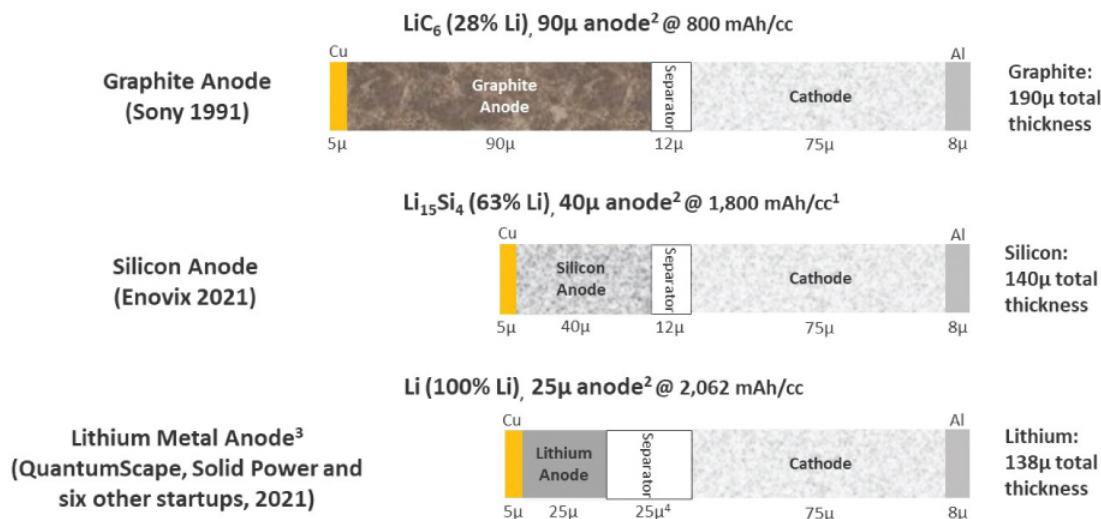 LiC₆ (28% Li), 90µ anode² @ 800 mAh/cc
Cu
Al
Graphite Anode
(Sony 1991)
Graphite
Anode
Separator
Cathode
Graphite:
190µ total
thickness
5µ
90µ
12µ
75µ
8µ
Li₁₅Si₄ (63% Li), 40µ anode² @ 1,800 mAh/cc¹
Cu
Al
Silicon Anode
(Enovix 2021)
Silicon
Anode
Separator
Cathode
Silicon:
140µ total
thickness
5µ
40µ
12µ
75µ
8µ
Li (100% Li), 25µ anode² @ 2,062 mAh/cc
Cu
Al
Lithium Metal Anode³
(QuantumScape, Solid Power and
six other startups, 2021)
Lithium
Anode
Separator
Cathode
Lithium:
138µ total
thickness
5µ
25µ
25µ⁴
75µ
8µ